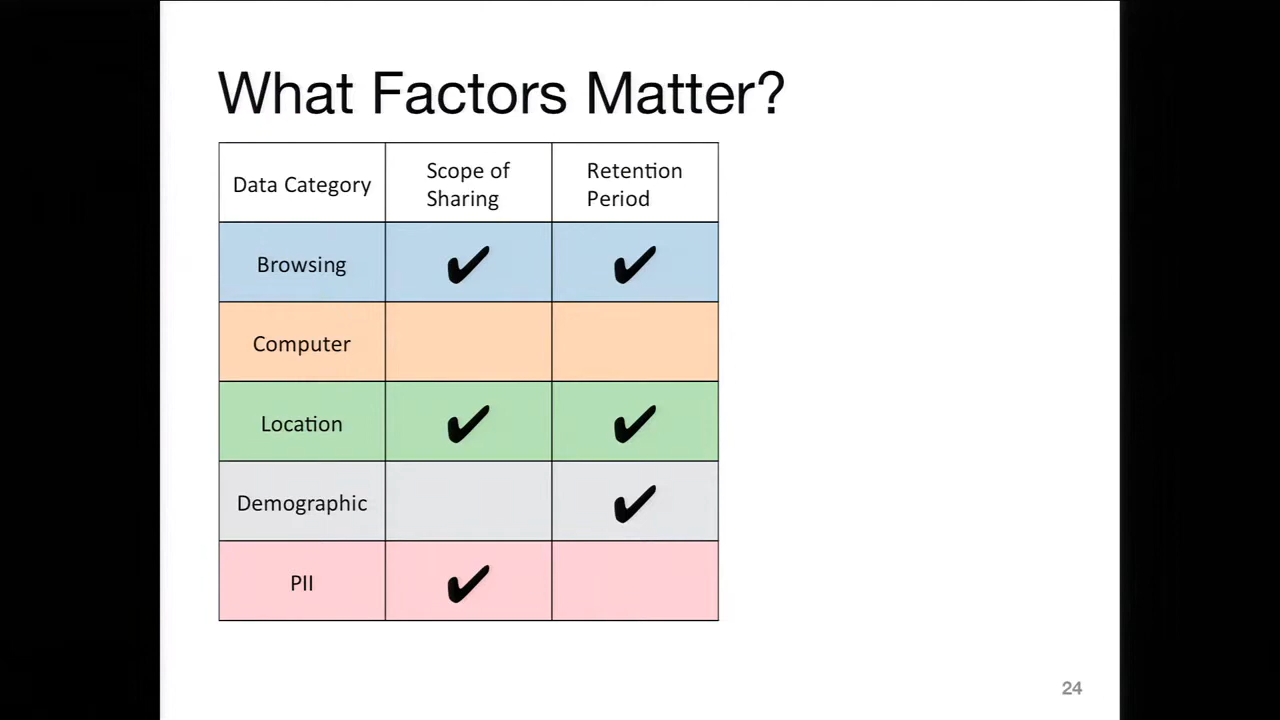 What Factors Matter?
Data Category
Scope of
Sharing
Retention
Period
Browsing ✔ ✔
Computer
Location ✔ ✔
Demographic ✔
PII ✔
24